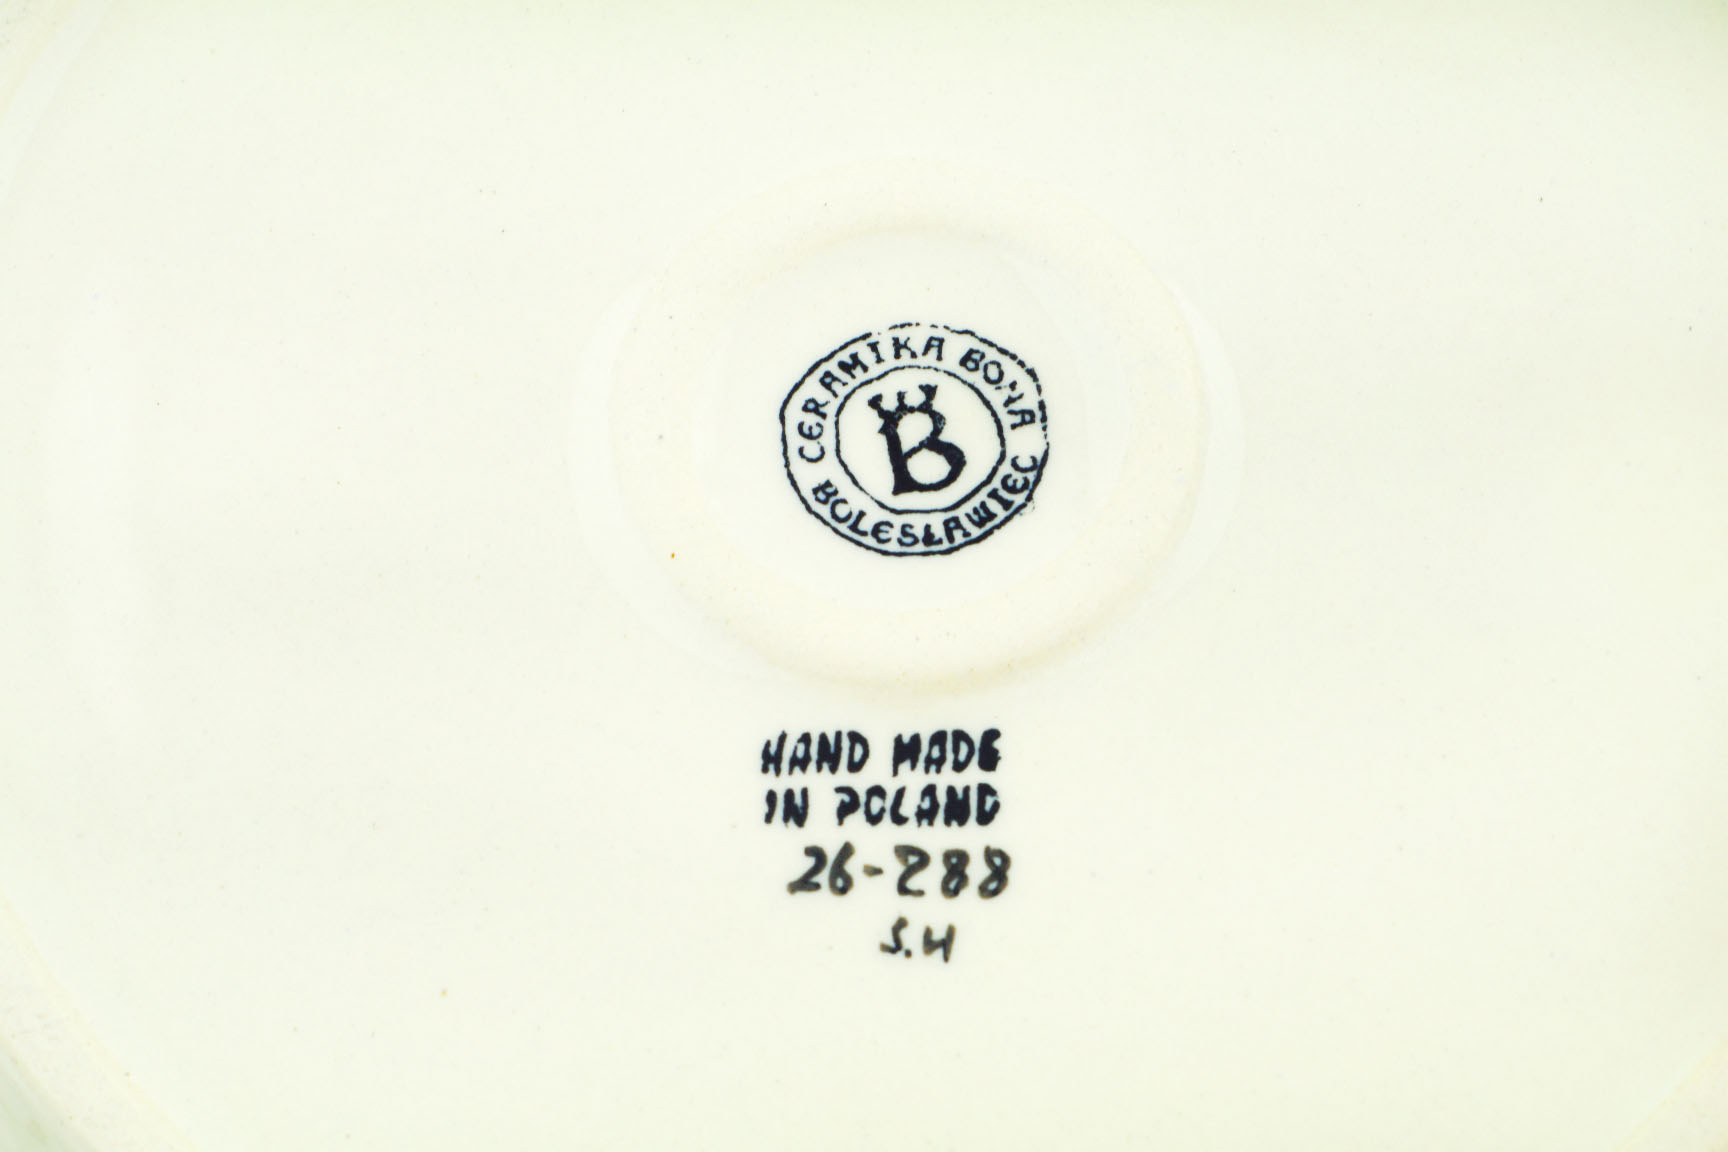 CERAMIKA BONA
B
BOLESŁAWIEC
HAND MADE
IN POLAND
26-288
S.H